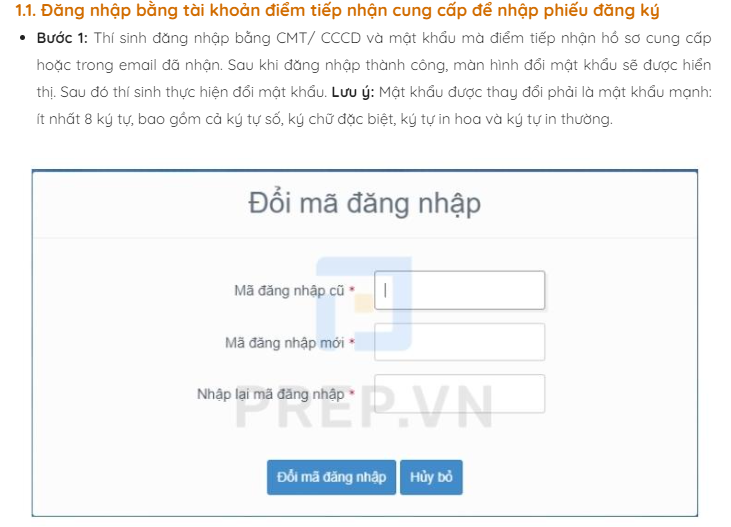 1.1. Đăng nhập bằng tài khoản điểm tiếp nhận cung cấp để nhập phiếu đăng ký
Bước 1: Thí sinh đăng nhập bằng CMT/ CCCD và mật khẩu mà điểm tiếp nhận hồ sơ cung cấp
hoặc trong email đã nhận. Sau khi đăng nhập thành công, màn hình đổi mật khẩu sẽ được hiển
thị. Sau đó thí sinh thực hiện đổi mật khẩu. Lưu ý: Mật khẩu được thay đổi phải là mật khẩu mạnh:
ít nhất 8 ký tự, bao gồm cả ký tự số, ký chữ đặc biệt, ký tự in hoa và ký tự in thường.
Đổi mã đăng nhập
Mã đăng nhập cũ *
Mã đăng nhập mới *
Nhập lại mã đăng nhập *
PREP.VN
Đổi mã đăng nhập Hủy bỏ